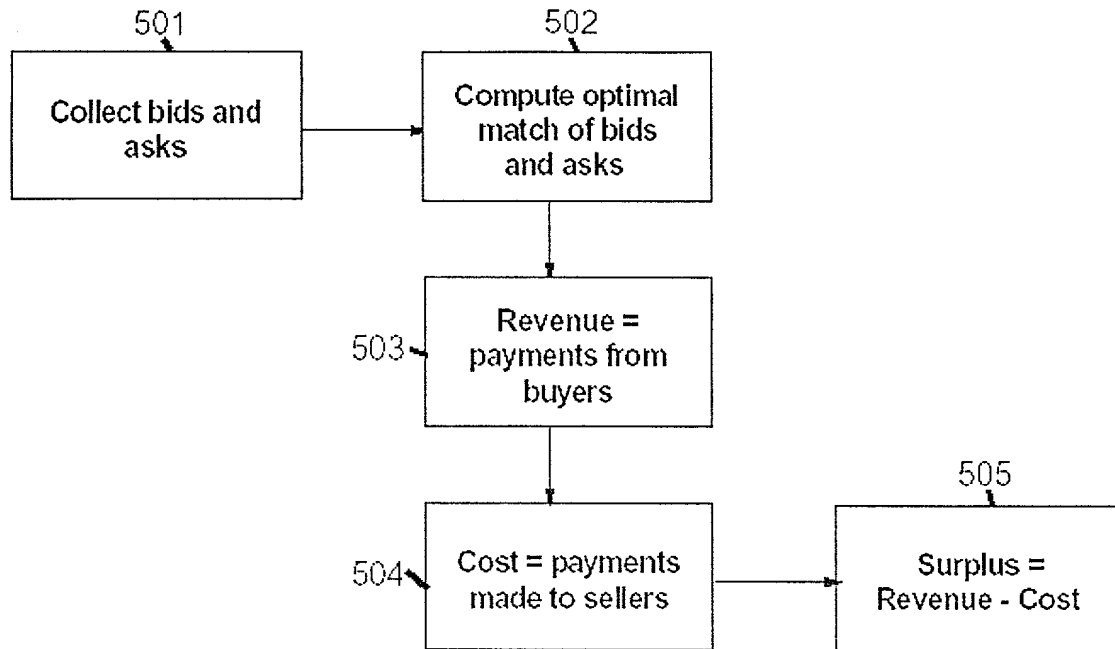 501
Collect bids and
asks
502
Compute optimal
match of bids
and asks
503
Revenue =
payments from
buyers
504
Cost = payments
made to sellers
505
Surplus =
Revenue - Cost